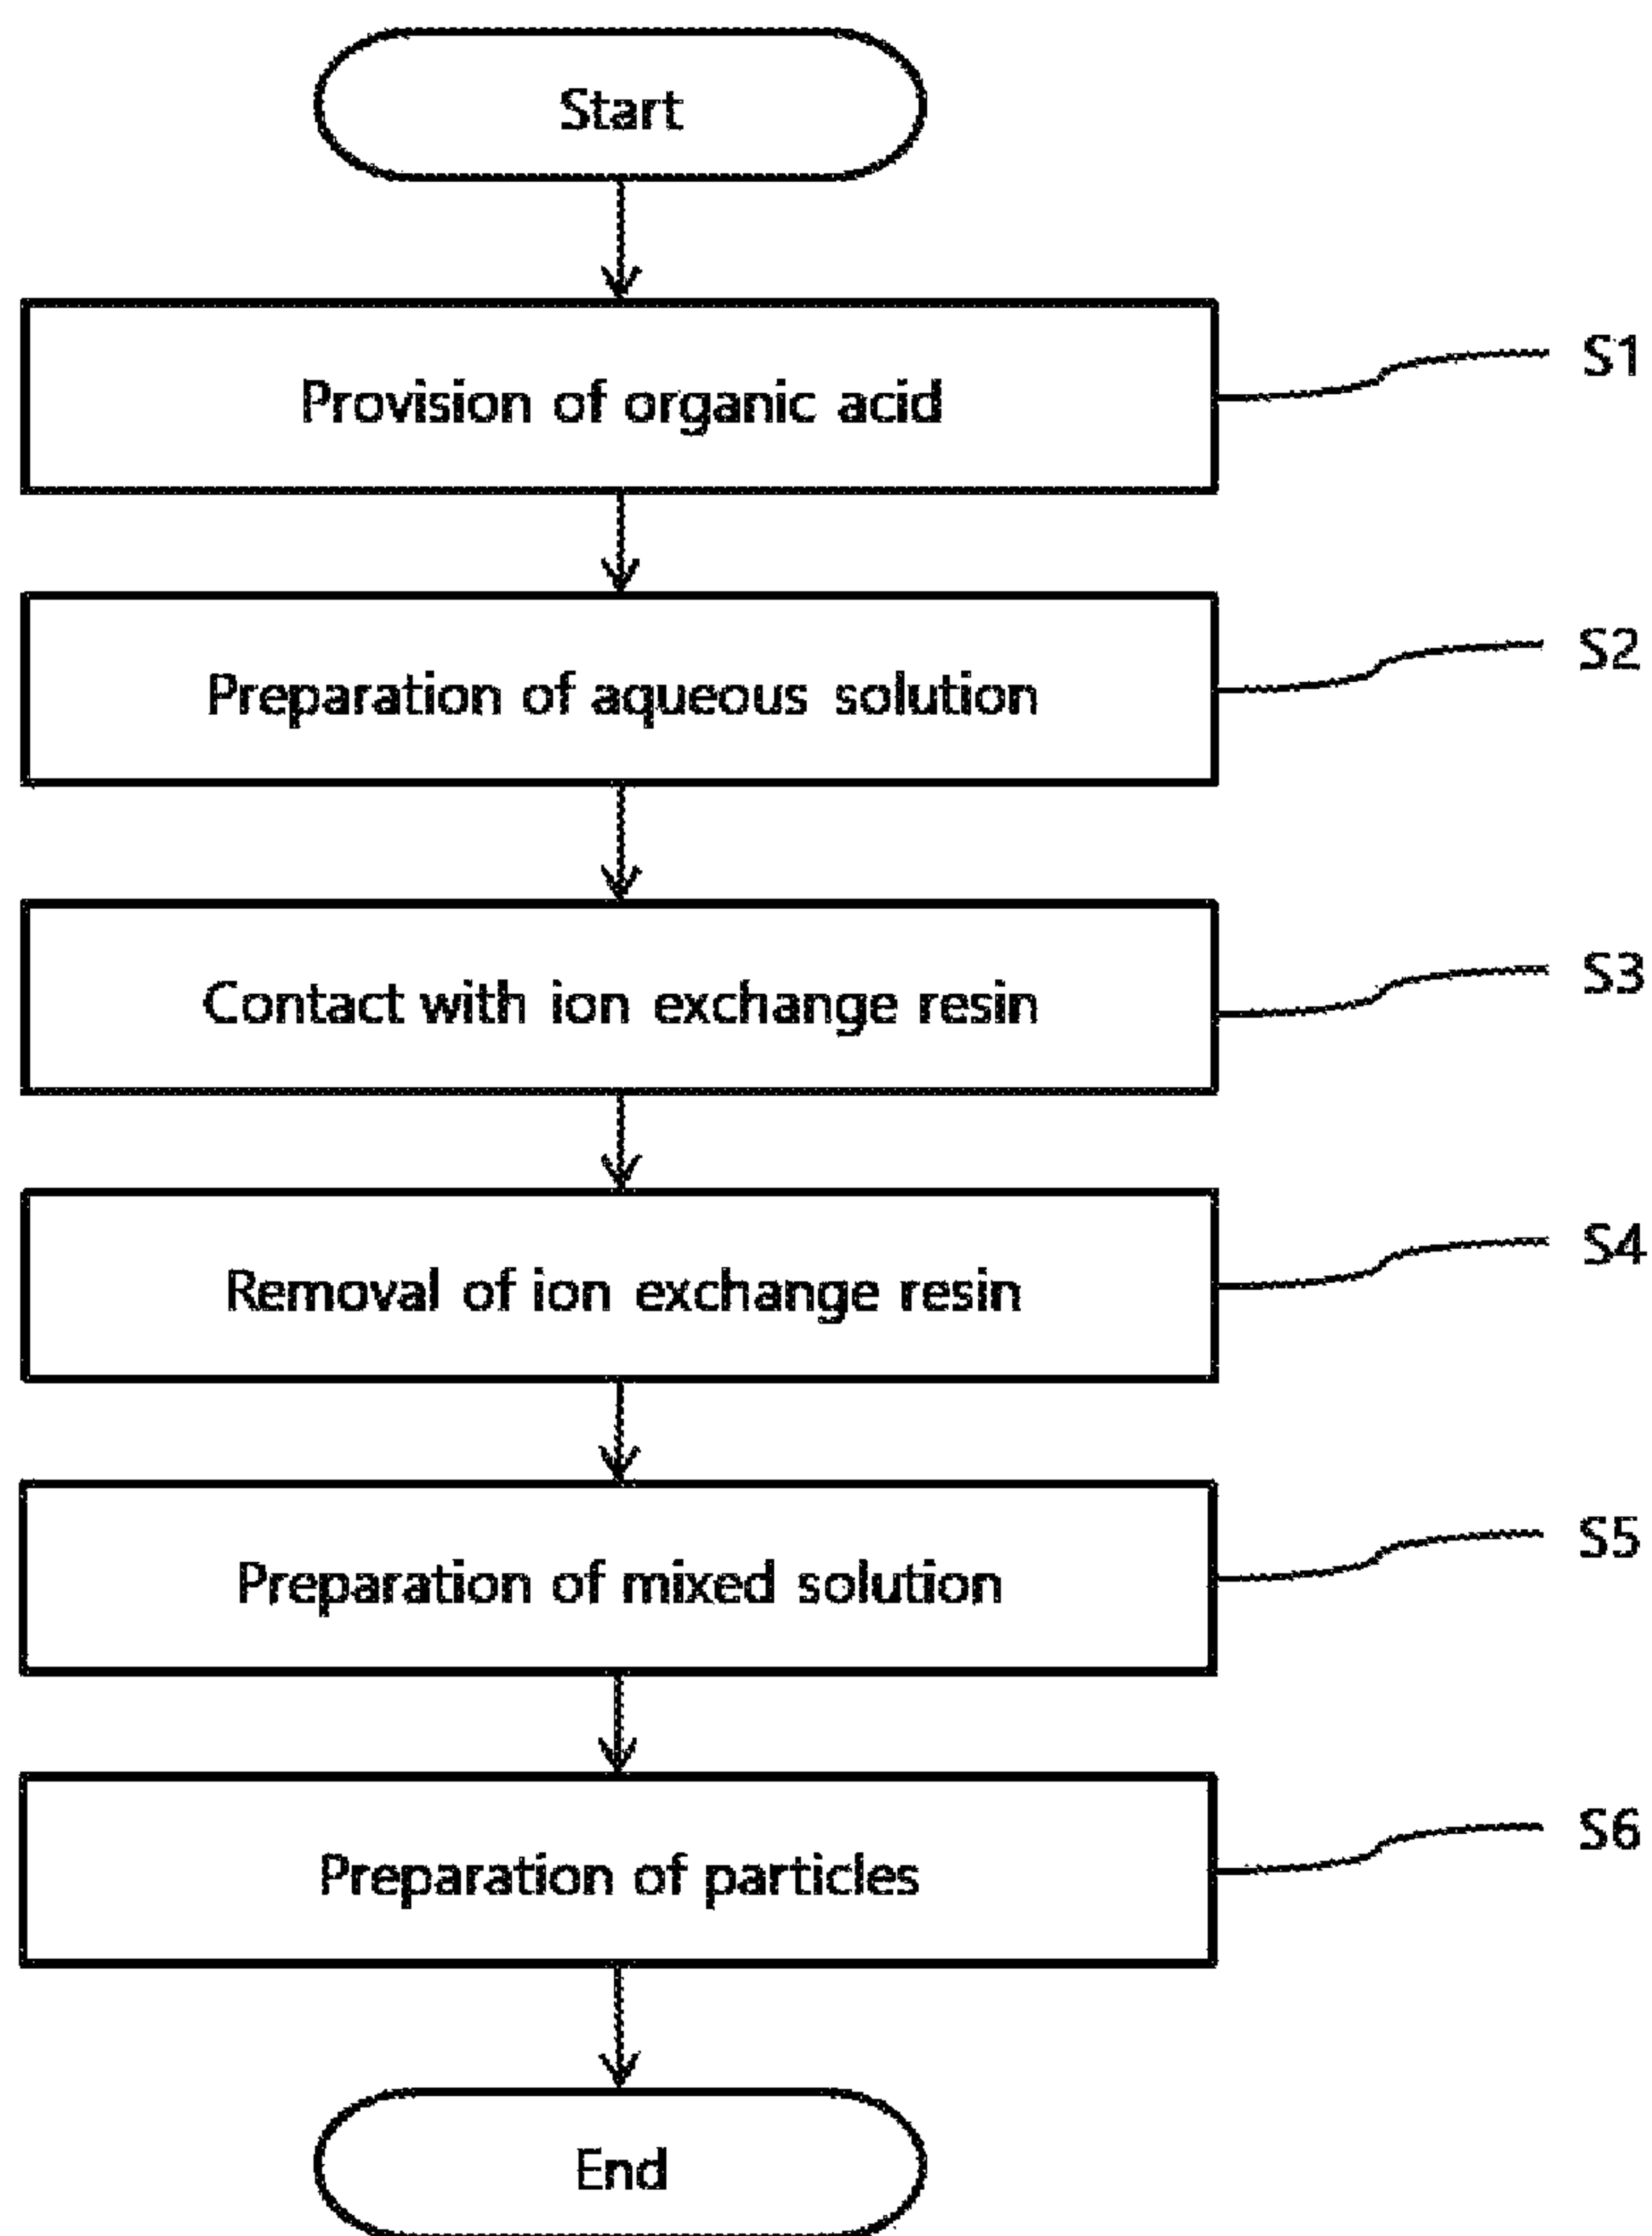 Start
Provision of organic acid
S1
Preparation of aqueous solution
S2
Contact with ion exchange resin
S3
Removal of ion exchange resin
S4
Preparation of mixed solution
S5
Preparation of particles
S6
End